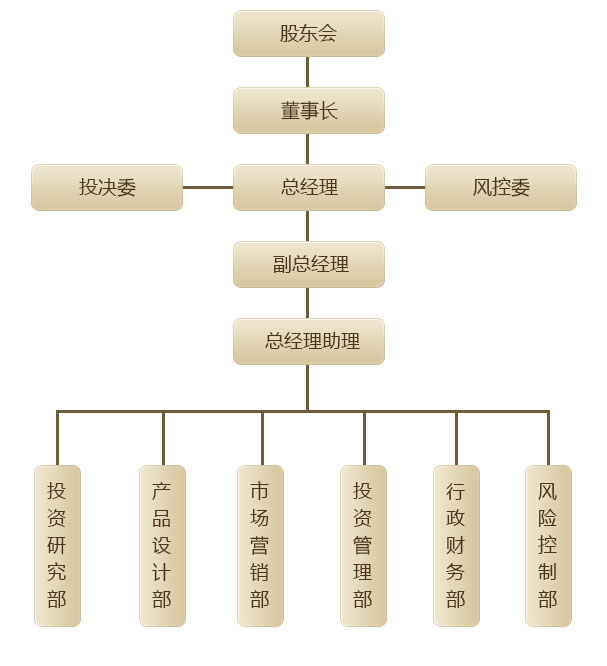 股东会
董事长
投决委
总经理
风控委
副总经理
总经理助理
投资研究部
产品设计部
市场营销部
投资管理部
行政财务部
风险控制部